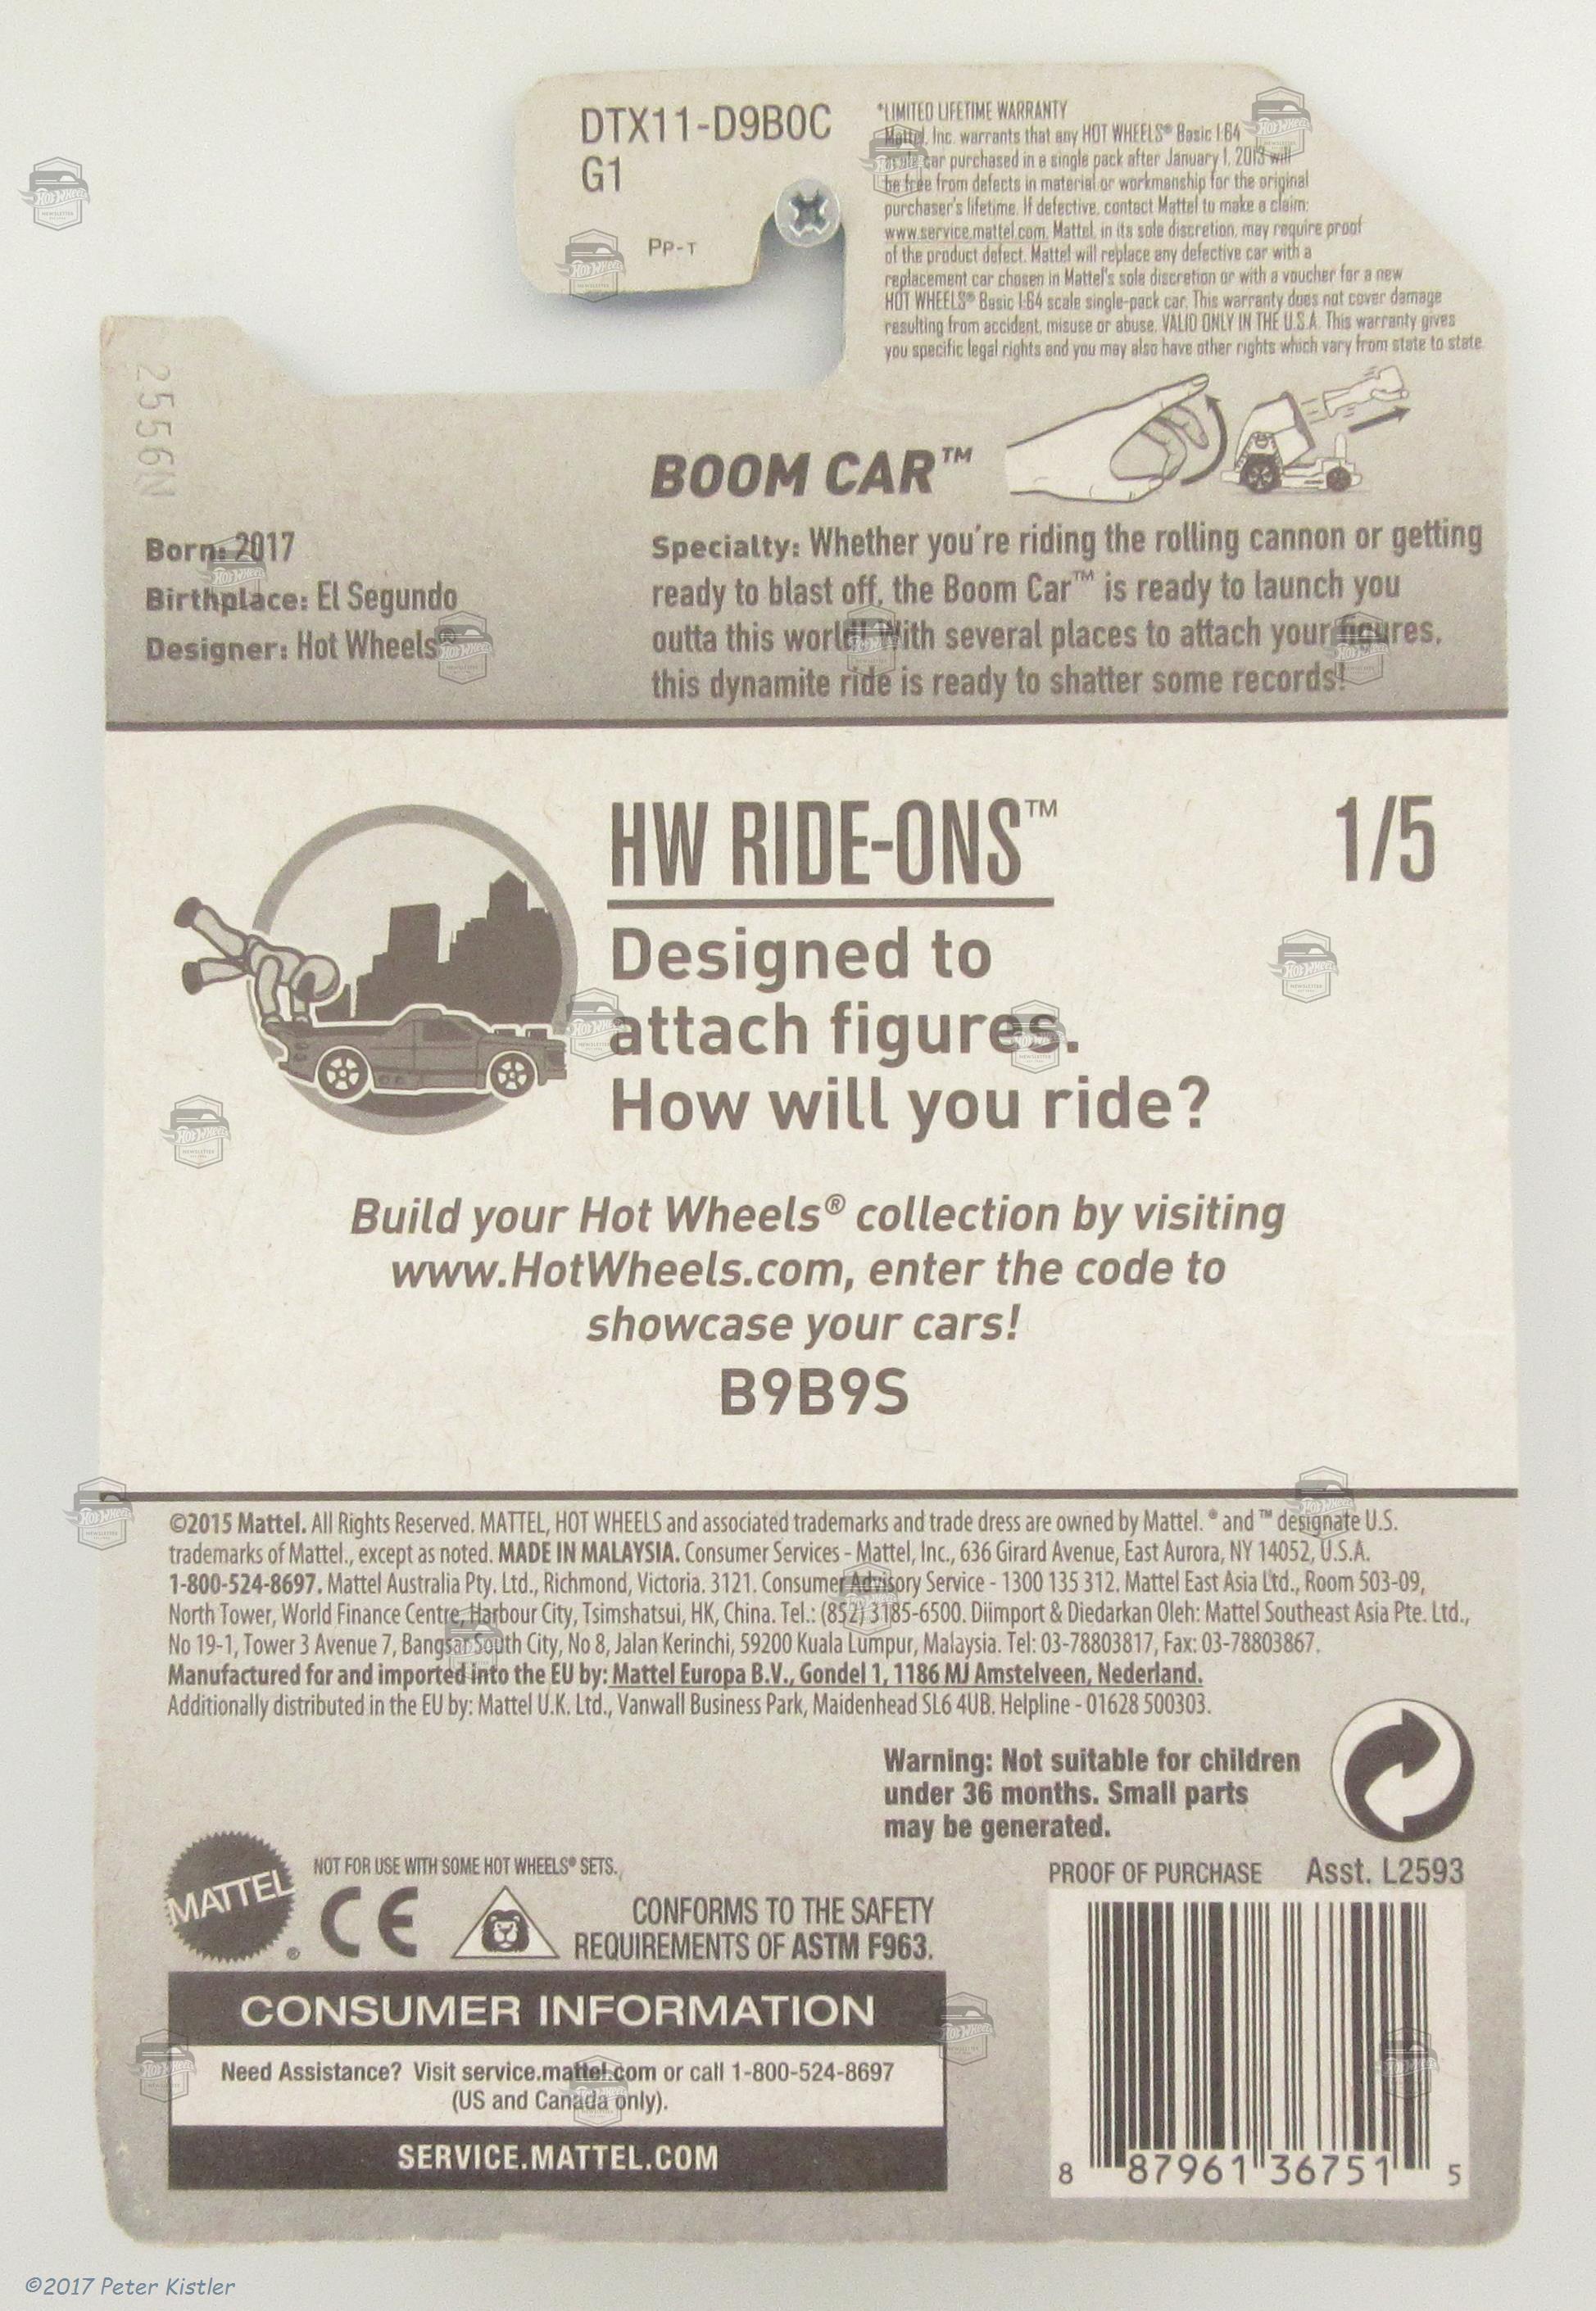 DTX11-D9B0C
G1
Pp-T
*LIMITED LIFETIME WARRANTY
Mattel, Inc. warrants that any HOT WHEELS® Basic 1:64
scale car purchased in a single pack after January 1, 2013 will
be free from defects in material or workmanship for the original
purchaser's lifetime. If defective, contact Mattel to make a claim:
www.service.mattel.com. Mattel, in its sole discretion, may require proof
of the product defect. Mattel will replace any defective car with a
replacement car chosen in Mattel's sole discretion or with a voucher for a new
HOT WHEELS® Basic 1:64 scale single-pack car. This warranty does not cover damage
resulting from accident, misuse or abuse. VALID ONLY IN THE U.S.A. This warranty gives
you specific legal rights and you may also have other rights which vary from state to state.
2556N
BOOM CAR™
Born: 2017
Birthplace: El Segundo
Designer: Hot Wheels®
Specialty: Whether you're riding the rolling cannon or getting
ready to blast off, the Boom Car™ is ready to launch you
outta this world! With several places to attach your figures,
this dynamite ride is ready to shatter some records!
HW RIDE-ONS™
1/5
Designed to
attach figures.
How will you ride?
Build your Hot Wheels® collection by visiting
www.HotWheels.com, enter the code to
showcase your cars!
B9B9S
©2015 Mattel. All Rights Reserved. MATTEL, HOT WHEELS and associated trademarks and trade dress are owned by Mattel. ® and ™ designate U.S.
trademarks of Mattel., except as noted. MADE IN MALAYSIA. Consumer Services - Mattel, Inc., 636 Girard Avenue, East Aurora, NY 14052, U.S.A.
1-800-524-8697. Mattel Australia Pty. Ltd., Richmond, Victoria. 3121. Consumer Advisory Service - 1300 135 312. Mattel East Asia Ltd., Room 503-09,
North Tower, World Finance Centre, Harbour City, Tsimshatsui, HK, China. Tel.: (852) 3185-6500. Diimport & Diedarkan Oleh: Mattel Southeast Asia Pte. Ltd.,
No 19-1, Tower 3 Avenue 7, Bangsar South City, No 8, Jalan Kerinchi, 59200 Kuala Lumpur, Malaysia. Tel: 03-78803817, Fax: 03-78803867.
Manufactured for and imported into the EU by: Mattel Europa B.V., Gondel 1, 1186 MJ Amstelveen, Nederland.
Additionally distributed in the EU by: Mattel U.K. Ltd., Vanwall Business Park, Maidenhead SL6 4UB. Helpline - 01628 500303.
Warning: Not suitable for children
under 36 months. Small parts
may be generated.
MATTEL®
NOT FOR USE WITH SOME HOT WHEELS® SETS.
CE
CONFORMS TO THE SAFETY
REQUIREMENTS OF ASTM F963.
PROOF OF PURCHASE
Asst. L2593
CONSUMER INFORMATION
Need Assistance? Visit service.mattel.com or call 1-800-524-8697
(US and Canada only).
SERVICE.MATTEL.COM
8 87961 36751 5
©2017 Peter Kistler